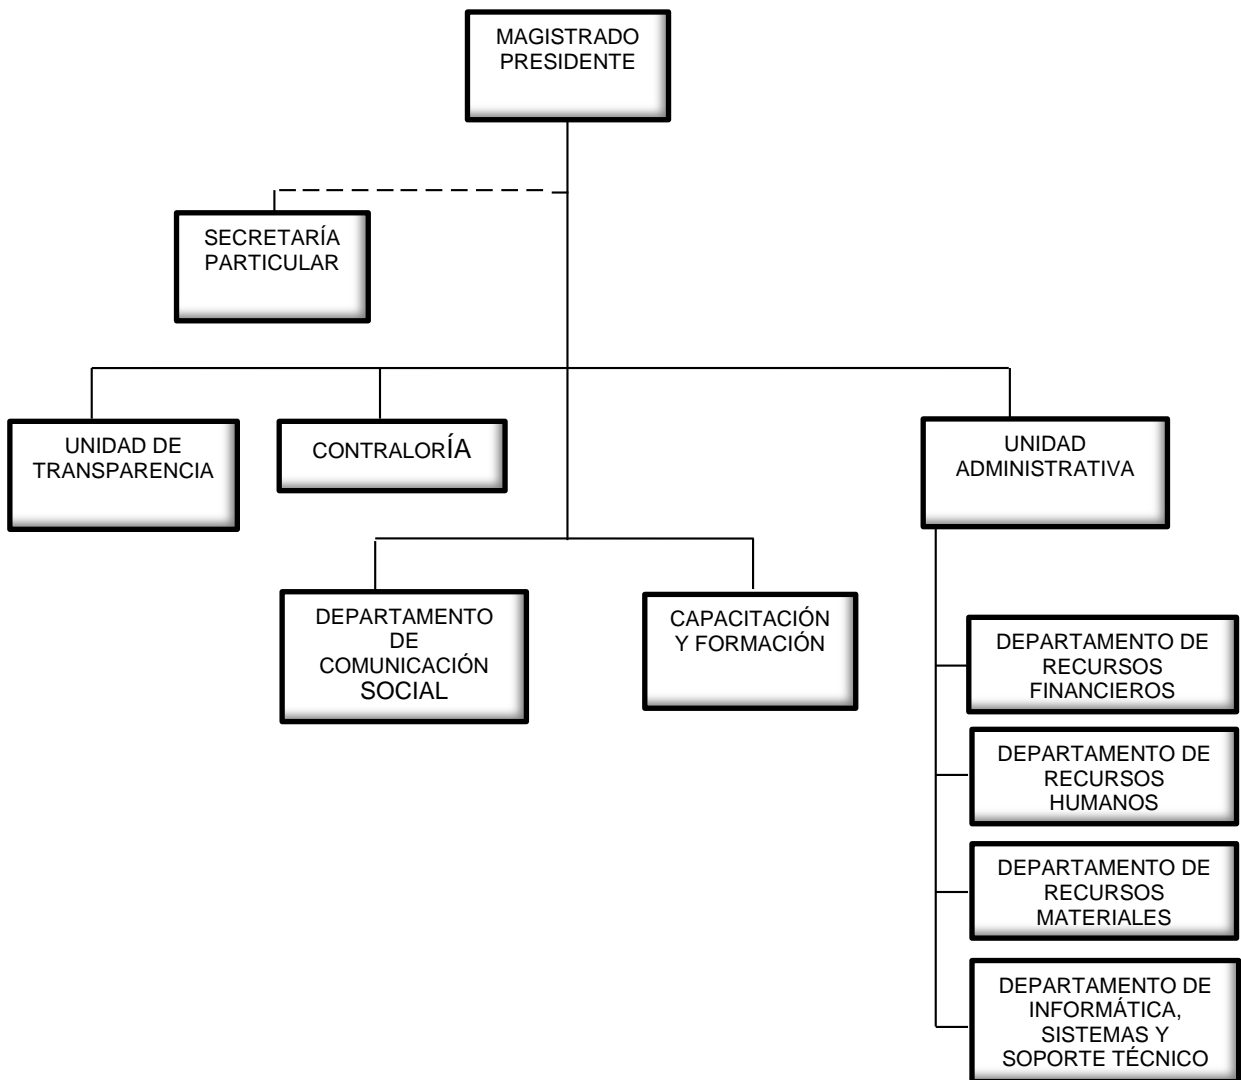 MAGISTRADO
PRESIDENTE
SECRETARÍA
PARTICULAR
UNIDAD DE
TRANSPARENCIA
CONTRALORÍA
UNIDAD
ADMINISTRATIVA
DEPARTAMENTO
DE
COMUNICACIÓN
SOCIAL
CAPACITACIÓN
Y FORMACIÓN
DEPARTAMENTO DE
RECURSOS
FINANCIEROS
DEPARTAMENTO DE
RECURSOS
HUMANOS
DEPARTAMENTO DE
RECURSOS
MATERIALES
DEPARTAMENTO DE
INFORMÁTICA,
SISTEMAS Y
SOPORTE TÉCNICO